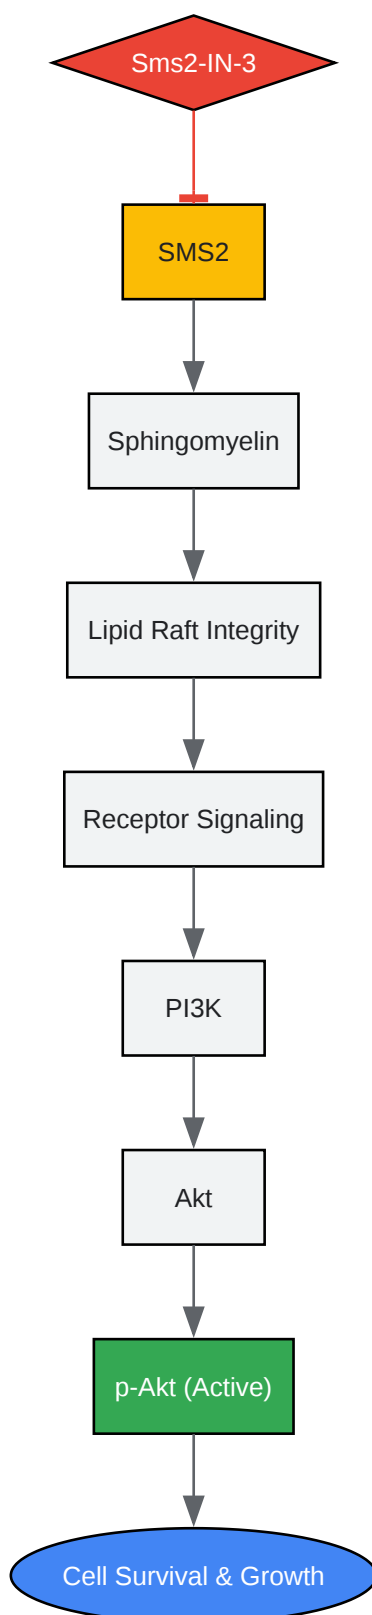 Sms2-IN-3
SMS2
Sphingomyelin
Lipid Raft Integrity
Receptor Signaling
PI3K
Akt
p-Akt (Active)
Cell Survival & Growth